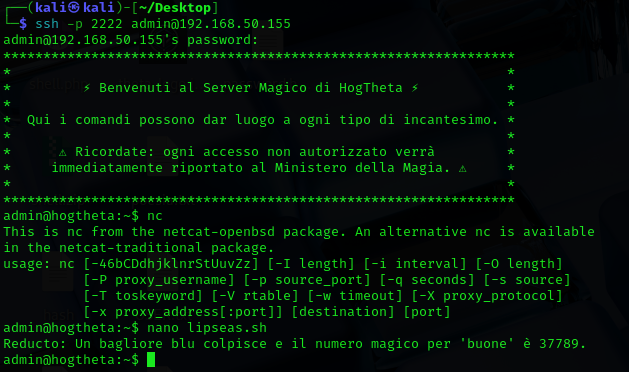 ┌──(kali㉿kali)-[~/Desktop]
└─$ ssh -p 2222 admin@192.168.50.155
admin@192.168.50.155's password:
****************************************************************
*                                                              *
*         ⚡ Benvenuti al Server Magico di HogTheta ⚡           *
*                                                              *
*  Qui i comandi possono dar luogo a ogni tipo di incantesimo. *
*                                                              *
*      ⚠ Ricordate: ogni accesso non autorizzato verrà         *
*     immediatamente riportato al Ministero della Magia. ⚠     *
*                                                              *
****************************************************************
admin@hogtheta:~$ nc
This is nc from the netcat-openbsd package. An alternative nc is available
in the netcat-traditional package.
usage: nc [-46bCDdhjklnrStUuvZz] [-I length] [-i interval] [-O length]
          [-P proxy_username] [-p source_port] [-q seconds] [-s source]
          [-T toskeyword] [-V rtable] [-w timeout] [-X proxy_protocol]
          [-x proxy_address[:port]] [destination] [port]
admin@hogtheta:~$ nano lipseas.sh
Reducto: Un bagliore blu colpisce e il numero magico per 'buone' è 37789.
admin@hogtheta:~$